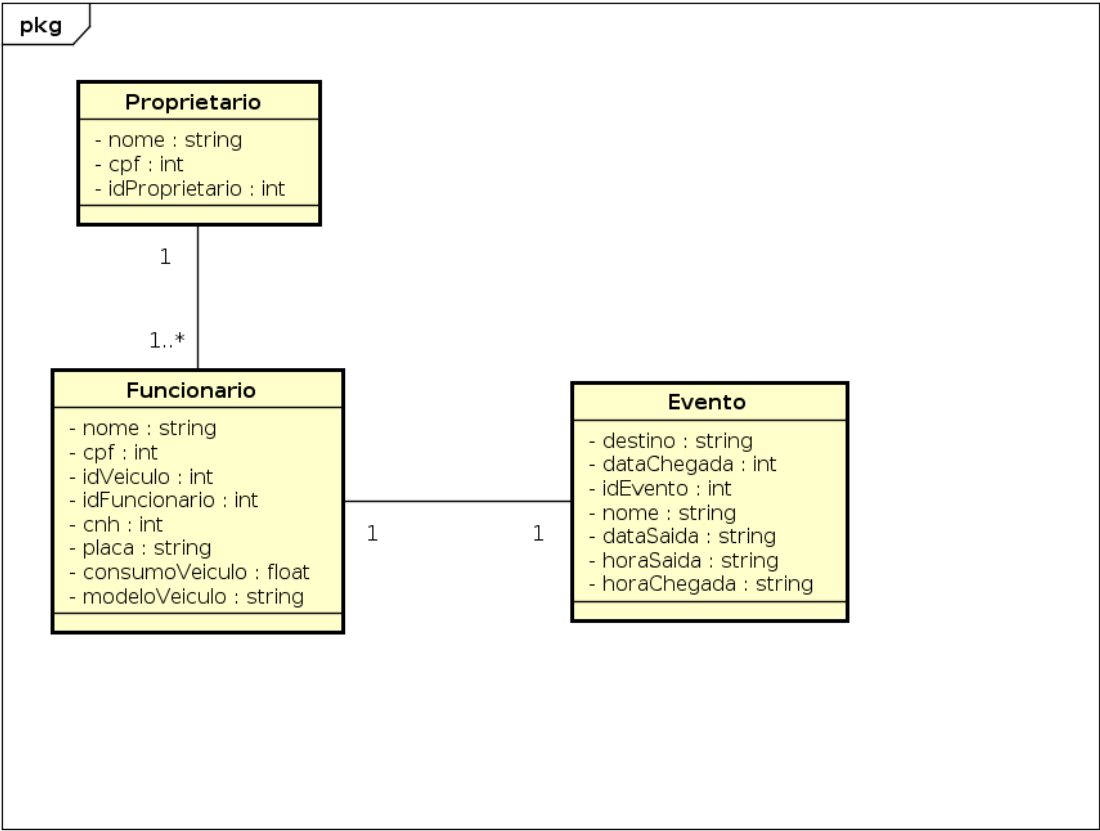 pkg
Proprietario
- nome : string
- cpf : int
- idProprietario : int
1
1..*
Funcionario
- nome : string
- cpf : int
- idVeiculo : int
- idFuncionario : int
- cnh : int
- placa : string
- consumoVeiculo : float
- modeloVeiculo : string
1
1
Evento
- destino : string
- dataChegada : int
- idEvento : int
- nome : string
- dataSaida : string
- horaSaida : string
- horaChegada : string